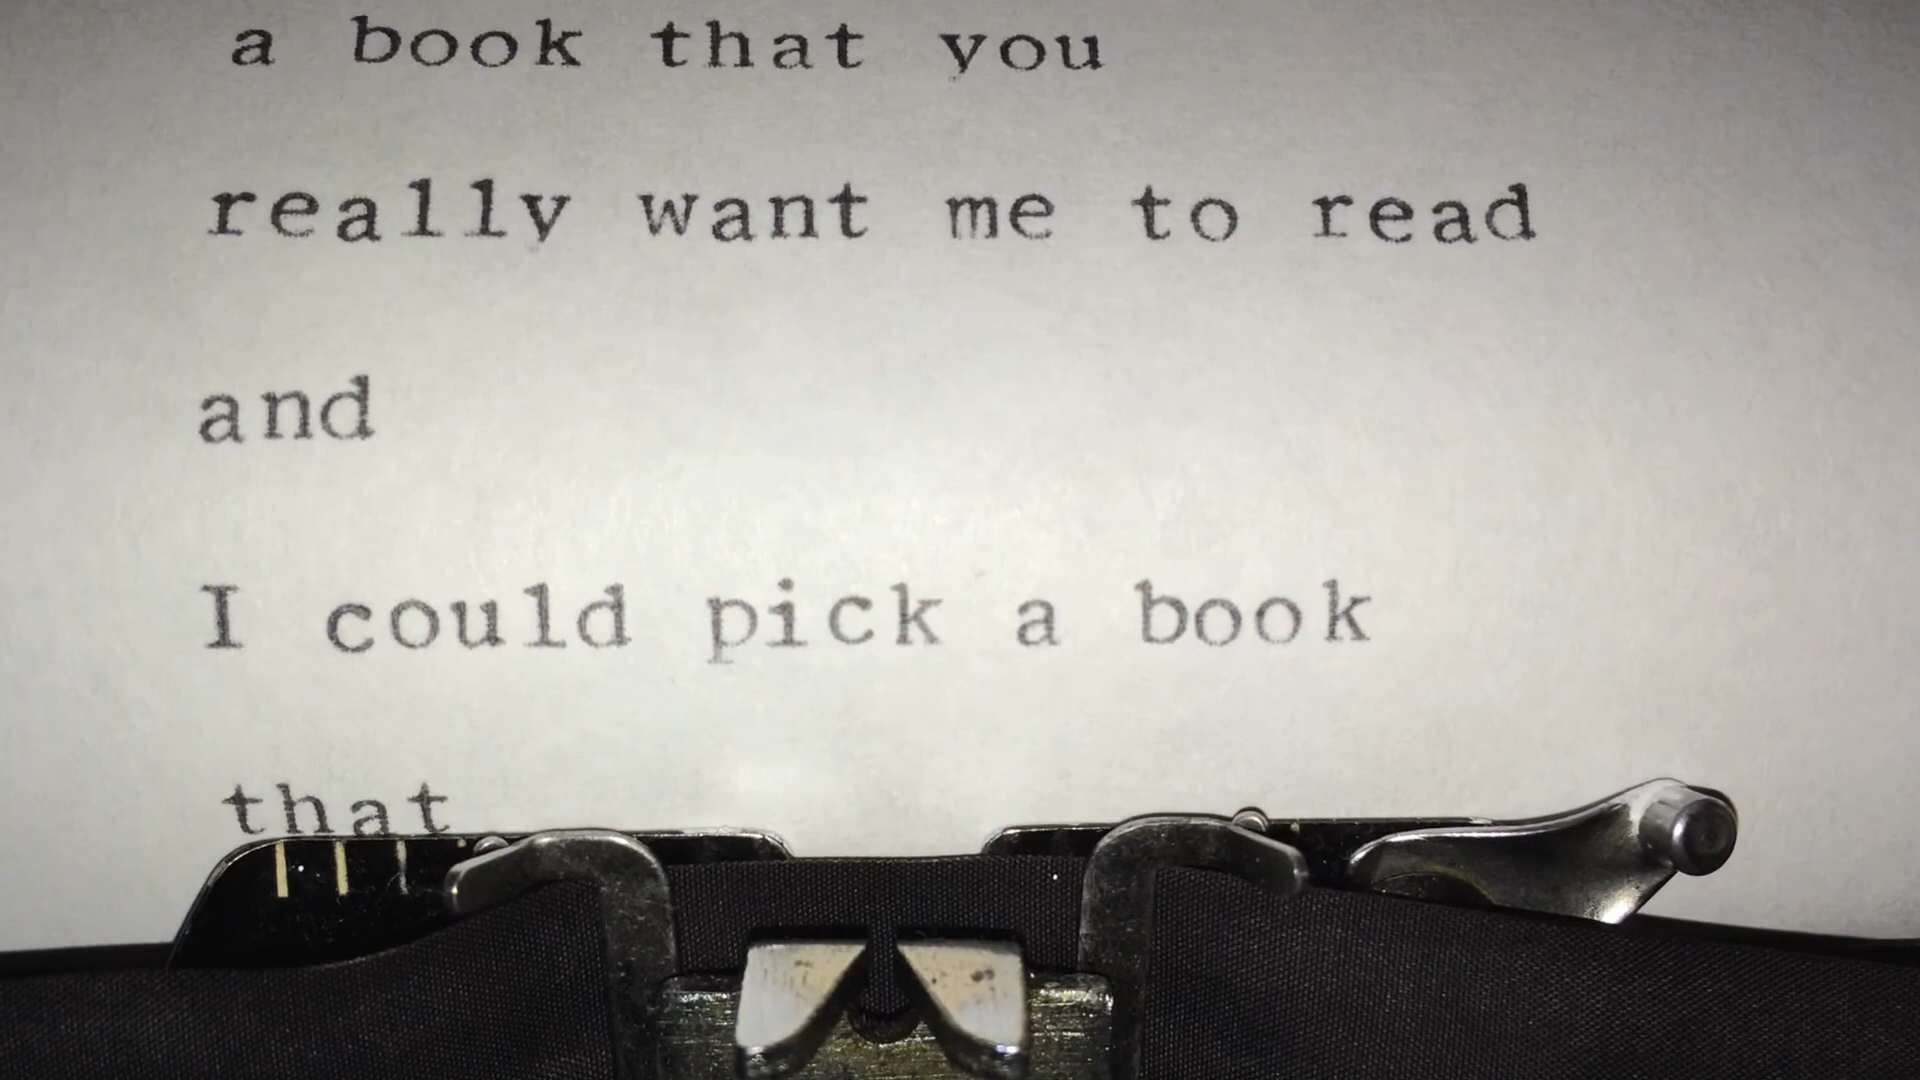 a book that you
really want me to read
and
I could pick a book
that